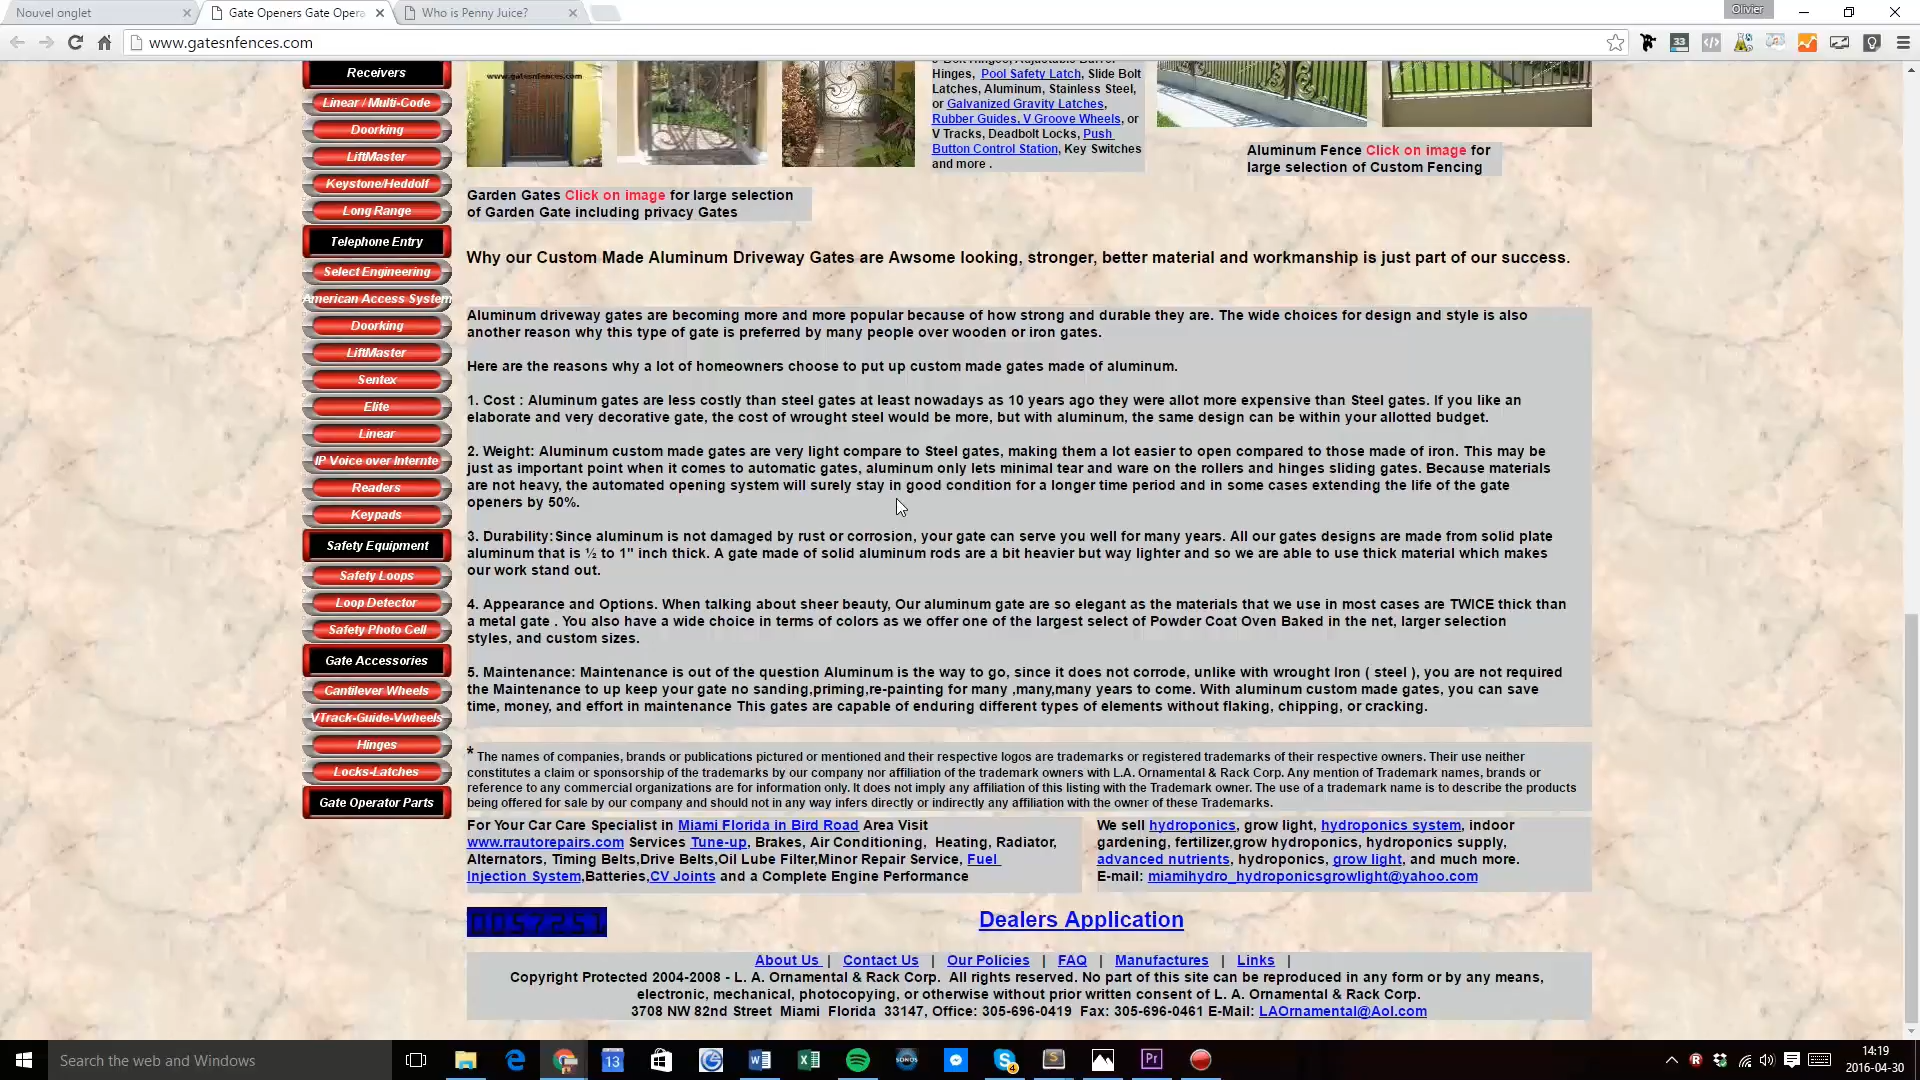 Nouvel onglet
Gate Openers Gate Opera
Who is Penny Juice?
Olivier
www.gatesnfences.com
33
Receivers
Linear / Multi-Code
Doorking
LiftMaster
Keystone/Heddolf
Long Range
Telephone Entry
Select Engineering
American Access System
Doorking
LiftMaster
Sentex
Elite
Linear
IP Voice over Internte
Readers
Keypads
Safety Equipment
Safety Loops
Loop Detector
Safety Photo Cell
Gate Accessories
Cantilever Wheels
VTrack-Guide-Vwheels
Hinges
Locks-Latches
Gate Operator Parts
www.gatesnfences.com
Hinges, Pool Safety Latch, Slide Bolt
Latches, Aluminum, Stainless Steel,
or Galvanized Gravity Latches,
Rubber Guides, V Groove Wheels, or
V Tracks, Deadbolt Locks, Push
Button Control Station, Key Switches
and more .
Aluminum Fence Click on image for
large selection of Custom Fencing
Garden Gates Click on image for large selection
of Garden Gate including privacy Gates
Why our Custom Made Aluminum Driveway Gates are Awsome looking, stronger, better material and workmanship is just part of our success.
Aluminum driveway gates are becoming more and more popular because of how strong and durable they are. The wide choices for design and style is also
another reason why this type of gate is preferred by many people over wooden or iron gates.
Here are the reasons why a lot of homeowners choose to put up custom made gates made of aluminum.
1. Cost : Aluminum gates are less costly than steel gates at least nowadays as 10 years ago they were allot more expensive than Steel gates. If you like an
elaborate and very decorative gate, the cost of wrought steel would be more, but with aluminum, the same design can be within your allotted budget.
2. Weight: Aluminum custom made gates are very light compare to Steel gates, making them a lot easier to open compared to those made of iron. This may be
just as important point when it comes to automatic gates, aluminum only lets minimal tear and ware on the rollers and hinges sliding gates. Because materials
are not heavy, the automated opening system will surely stay in good condition for a longer time period and in some cases extending the life of the gate
openers by 50%.
3. Durability:Since aluminum is not damaged by rust or corrosion, your gate can serve you well for many years. All our gates designs are made from solid plate
aluminum that is ½ to 1" inch thick. A gate made of solid aluminum rods are a bit heavier but way lighter and so we are able to use thick material which makes
our work stand out.
4. Appearance and Options. When talking about sheer beauty, Our aluminum gate are so elegant as the materials that we use in most cases are TWICE thick than
a metal gate . You also have a wide choice in terms of colors as we offer one of the largest select of Powder Coat Oven Baked in the net, larger selection
styles, and custom sizes.
5. Maintenance: Maintenance is out of the question Aluminum is the way to go, since it does not corrode, unlike with wrought Iron ( steel ), you are not required
the Maintenance to up keep your gate no sanding,priming,re-painting for many ,many,many years to come. With aluminum custom made gates, you can save
time, money, and effort in maintenance This gates are capable of enduring different types of elements without flaking, chipping, or cracking.
* The names of companies, brands or publications pictured or mentioned and their respective logos are trademarks or registered trademarks of their respective owners. Their use neither
constitutes a claim or sponsorship of the trademarks by our company nor affiliation of the trademark owners with L.A. Ornamental & Rack Corp. Any mention of Trademark names, brands or
reference to any commercial organizations are for information only. It does not imply any affiliation of this listing with the Trademark owner. The use of a trademark name is to describe the products
being offered for sale by our company and should not in any way infers directly or indirectly any affiliation with the owner of these Trademarks.
For Your Car Care Specialist in Miami Florida in Bird Road Area Visit
www.rrautorepairs.com Services Tune-up, Brakes, Air Conditioning, Heating, Radiator,
Alternators, Timing Belts,Drive Belts,Oil Lube Filter,Minor Repair Service, Fuel
Injection System,Batteries,CV Joints and a Complete Engine Performance
We sell hydroponics, grow light, hydroponics system, indoor
gardening, fertilizer,grow hydroponics, hydroponics supply,
advanced nutrients, hydroponics, grow light, and much more.
E-mail: miamihydro_hydroponicsgrowlight@yahoo.com
0057251
Dealers Application
About Us | Contact Us | Our Policies | FAQ | Manufactures | Links |
Copyright Protected 2004-2008 - L. A. Ornamental & Rack Corp. All rights reserved. No part of this site can be reproduced in any form or by any means,
electronic, mechanical, photocopying, or otherwise without prior written consent of L. A. Ornamental & Rack Corp.
3708 NW 82nd Street Miami Florida 33147, Office: 305-696-0419 Fax: 305-696-0461 E-Mail: LAOrnamental@Aol.com
Search the web and Windows
13
SONOS
4
Pr
14:19
2016-04-30